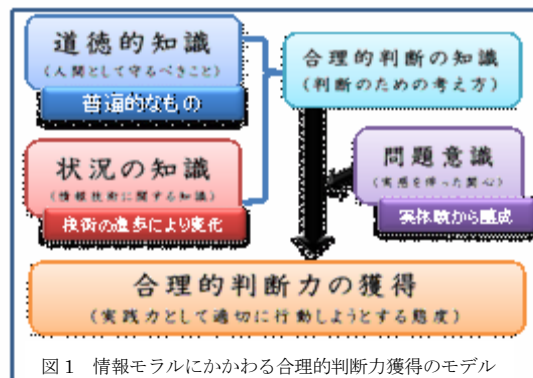 道徳的知識
(人間として守るべきこと)
普遍的なもの
合理的判断の知識
(判断のための考え方)
状況の知識
(情報技術に関する知識)
技術の進歩により変化
問題意識
(実感を伴った関心)
実体験から醸成
合理的判断力の獲得
(実践力として適切に行動しようとする態度)
図1 情報モラルにかかわる合理的判断力獲得のモデル